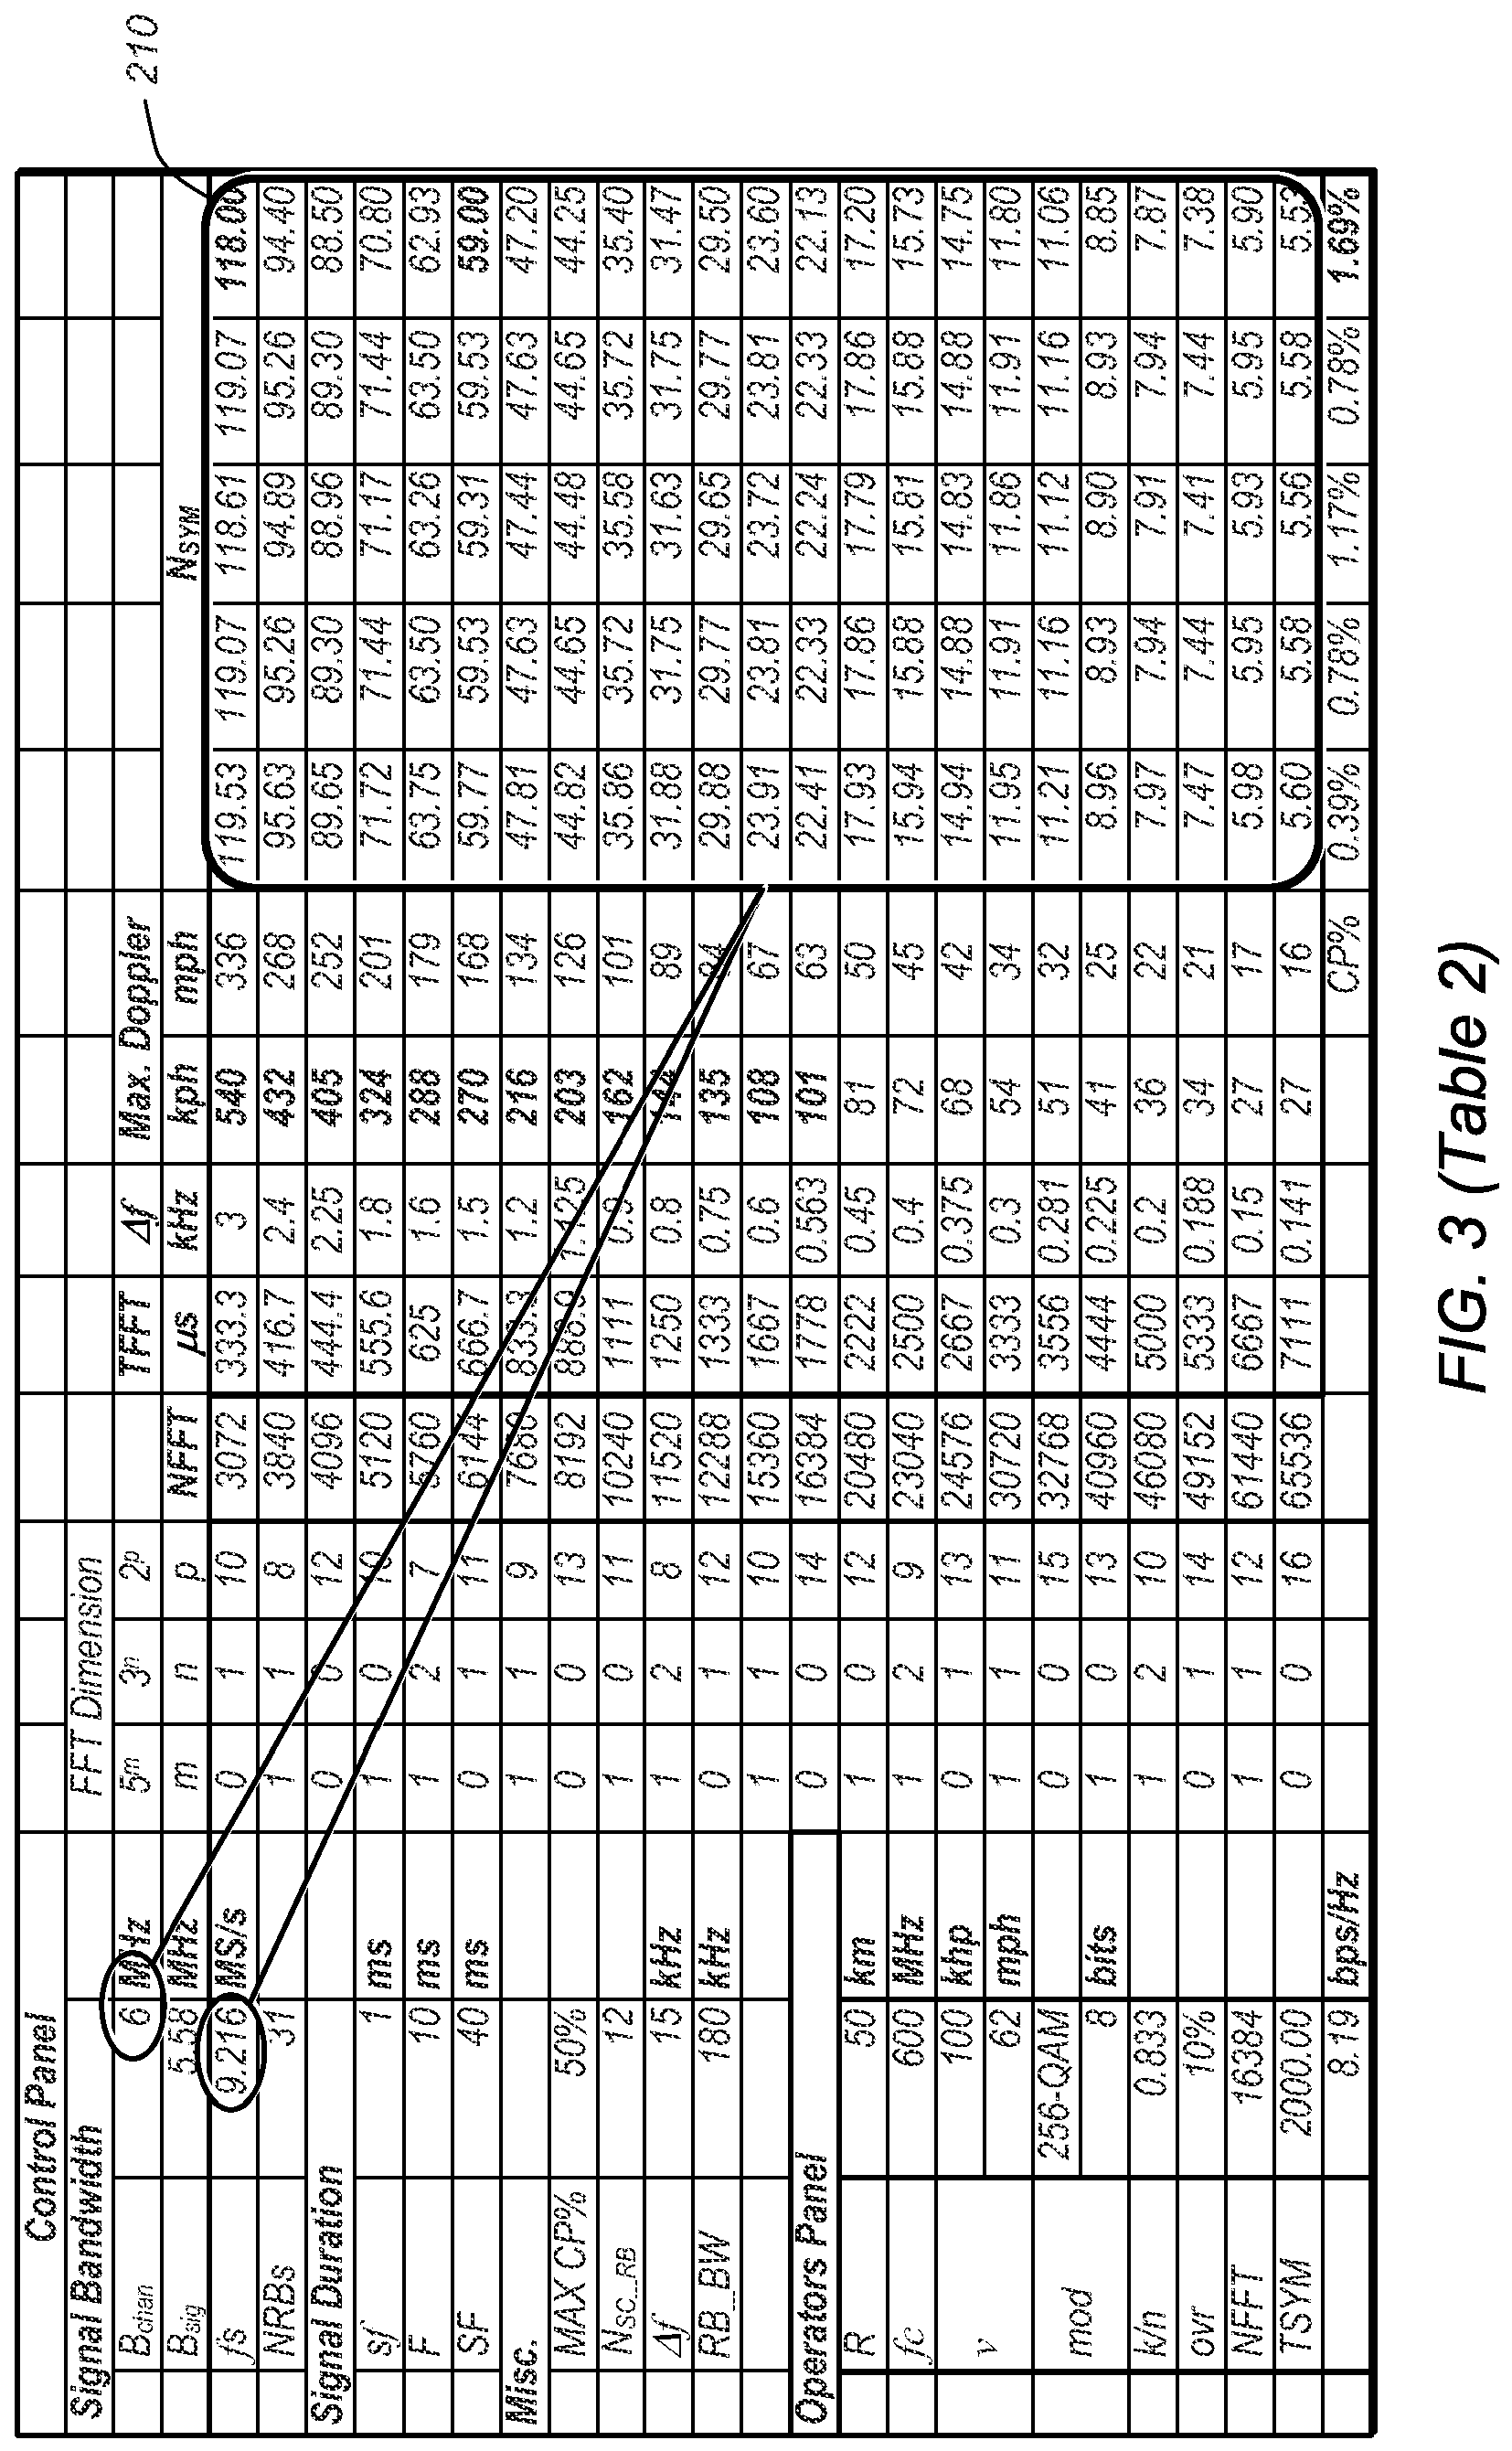 210
Control Panel
Signal Bandwidth FFT Dimension
Bchan 6 MHz 5m 3n 2p TFFT Δf Max. Doppler
Bsig 5.58 MHz m n p NFFT μs kHz kph mph NSYM
fs 9.216 MS/s 0 1 10 3072 333.3 3 540 336 119.53 119.07 118.61 119.07 118.00
NRBs 31 1 1 8 3840 416.7 2.4 432 268 95.63 95.26 94.89 95.26 94.40
Signal Duration 0 0 12 4096 444.4 2.25 405 252 89.65 89.30 88.96 89.30 88.50
sf 1 ms 1 0 10 5120 555.6 1.8 324 201 71.72 71.44 71.17 71.44 70.80
F 10 ms 1 2 7 5760 625 1.6 288 179 63.75 63.50 63.26 63.50 62.93
SF 40 ms 0 1 11 6144 666.7 1.5 270 168 59.77 59.53 59.31 59.53 59.00
Misc. 1 1 9 7680 833.3 1.2 216 134 47.81 47.63 47.44 47.63 47.20
MAX CP% 50% 0 0 13 8192 888.9 1.125 203 126 44.82 44.65 44.48 44.65 44.25
NSC_RB 12 1 0 11 10240 1111 0.9 162 101 35.86 35.72 35.58 35.72 35.40
Δf 15 kHz 1 2 8 11520 1250 0.8 144 89 31.88 31.75 31.63 31.75 31.47
RB_BW 180 kHz 0 1 12 12288 1333 0.75 135 84 29.88 29.77 29.65 29.77 29.50
1 1 10 15360 1667 0.6 108 67 23.91 23.81 23.72 23.81 23.60
Operators Panel 0 0 14 16384 1778 0.563 101 63 22.41 22.33 22.24 22.33 22.13
R 50 km 1 0 12 20480 2222 0.45 81 50 17.93 17.86 17.79 17.86 17.20
fc 600 MHz 1 2 9 23040 2500 0.4 72 45 15.94 15.88 15.81 15.88 15.73
v 100 khp 0 1 13 24576 2667 0.375 68 42 14.94 14.88 14.83 14.88 14.75
62 mph 1 1 11 30720 3333 0.3 54 34 11.95 11.91 11.86 11.91 11.80
mod 256-QAM 0 0 15 32768 3556 0.281 51 32 11.21 11.16 11.12 11.16 11.06
8 bits 1 0 13 40960 4444 0.225 41 25 8.96 8.93 8.90 8.93 8.85
k/n 0.833 1 2 10 46080 5000 0.2 36 22 7.97 7.94 7.91 7.94 7.87
ovr 10% 0 1 14 49152 5333 0.188 34 21 7.47 7.44 7.41 7.44 7.38
NFFT 16384 1 1 12 61440 6667 0.15 27 17 5.98 5.95 5.93 5.95 5.90
TSYM 2000.00 0 0 16 65536 7111 0.141 27 16 5.60 5.58 5.56 5.58 5.53
8.19 bps/Hz CP% 0.39% 0.78% 1.17% 0.78% 1.69%
FIG. 3 (Table 2)